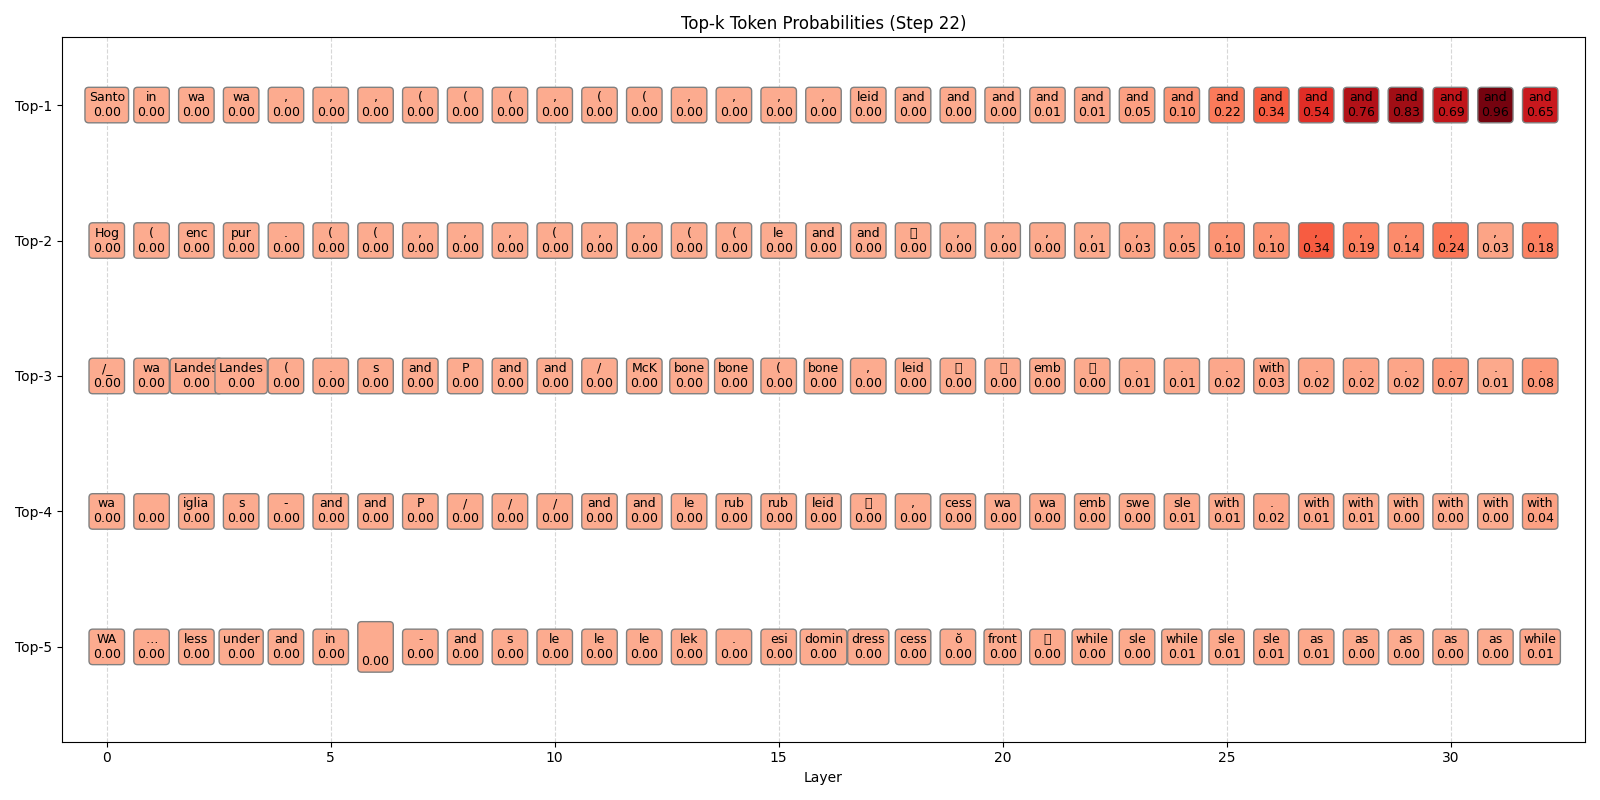 Top-k Token Probabilities (Step 22)
Top-1
Santo in wa wa , , , ( ( ( , ( ( , , , , leid and and and and and and and and and and and and and and and
0.00 0.00 0.00 0.00 0.00 0.00 0.00 0.00 0.00 0.00 0.00 0.00 0.00 0.00 0.00 0.00 0.00 0.00 0.00 0.00 0.00 0.01 0.01 0.05 0.10 0.22 0.34 0.54 0.76 0.83 0.69 0.96 0.65
Top-2
Hog ( enc pur . ( ( , , , ( , , ( ( le and and , , , , , , , , , , , , , ,
0.00 0.00 0.00 0.00 0.00 0.00 0.00 0.00 0.00 0.00 0.00 0.00 0.00 0.00 0.00 0.00 0.00 0.00 0.00 0.00 0.00 0.00 0.01 0.03 0.05 0.10 0.10 0.34 0.19 0.14 0.24 0.03 0.18
Top-3
/_ wa Landes Landes ( . s and P and and / McK bone bone ( bone , leid emb . . . with . . . . . .
0.00 0.00 0.00 0.00 0.00 0.00 0.00 0.00 0.00 0.00 0.00 0.00 0.00 0.00 0.00 0.00 0.00 0.00 0.00 0.00 0.00 0.00 0.00 0.01 0.01 0.02 0.03 0.02 0.02 0.02 0.07 0.01 0.08
Top-4
wa iglia s - and and P / / / and and le rub rub leid , cess wa wa emb swe sle with . with with with with with with
0.00 0.00 0.00 0.00 0.00 0.00 0.00 0.00 0.00 0.00 0.00 0.00 0.00 0.00 0.00 0.00 0.00 0.00 0.00 0.00 0.00 0.00 0.00 0.00 0.01 0.01 0.02 0.01 0.01 0.00 0.00 0.00 0.04
Top-5
WA ... less under and in - and s le le le lek . esi domin dress cess ǒ front while sle while sle sle as as as as as while
0.00 0.00 0.00 0.00 0.00 0.00 0.00 0.00 0.00 0.00 0.00 0.00 0.00 0.00 0.00 0.00 0.00 0.00 0.00 0.00 0.00 0.00 0.00 0.00 0.01 0.01 0.01 0.01 0.00 0.00 0.00 0.00 0.01
0 5 10 15 20 25 30
Layer